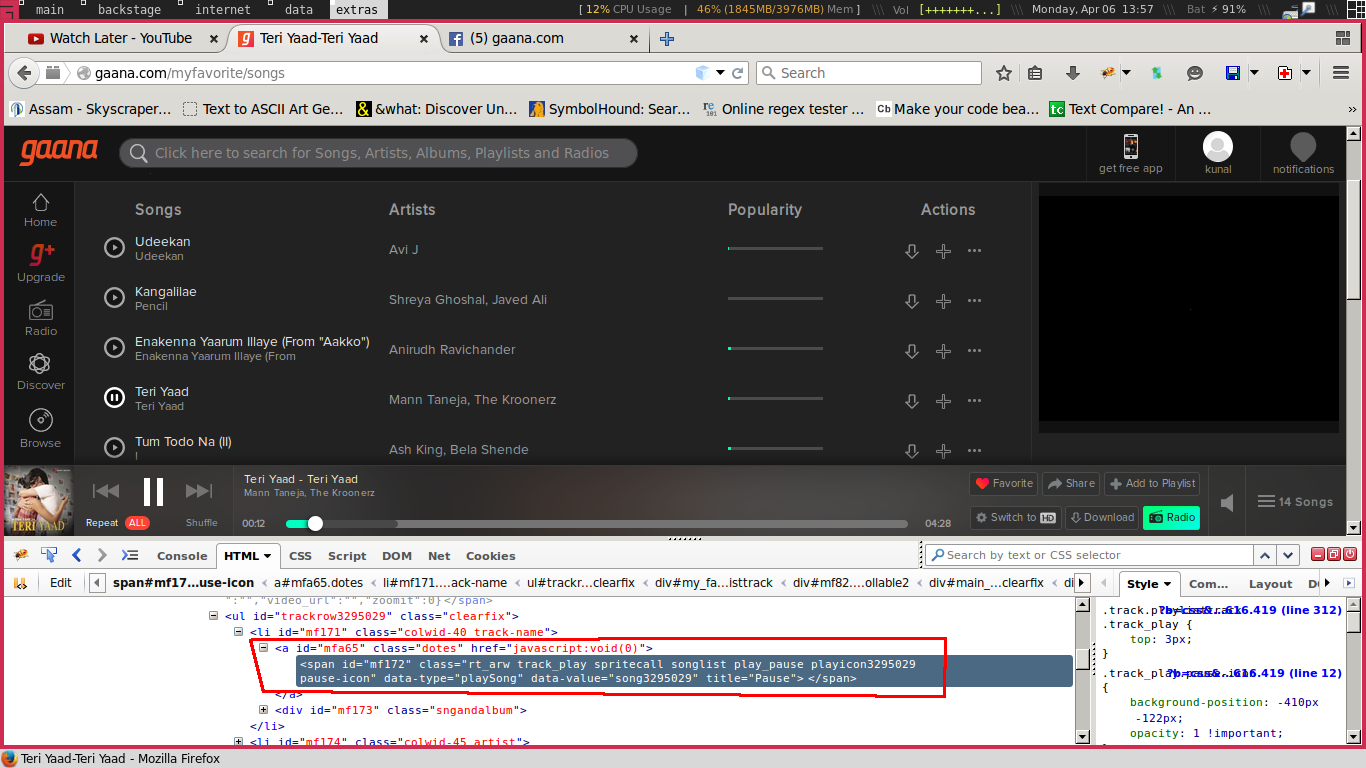 main backstage internet data extras [ 12% CPU Usage | 46% (1845MB/3976MB) Mem ] \\\ Vol [+++++++...] \\\ Monday, Apr 06 13:57 \\\ Bat ⚡ 91% \\\
Watch Later - YouTube × Teri Yaad-Teri Yaad × (5) gaana.com ×
gaana.com/myfavorite/songs Search
Assam - Skyscraper... Text to ASCII Art Ge... &what: Discover Un... SymbolHound: Sear... Online regex tester ... Make your code bea... Text Compare! - An ... »
gaana Click here to search for Songs, Artists, Albums, Playlists and Radios
get free app kunal notifications
Home
Upgrade
Radio
Discover
Browse
Songs Artists Popularity Actions
Udeekan
Udeekan
Avi J
Kangalilae
Pencil
Shreya Ghoshal, Javed Ali
Enakenna Yaarum Illaye (From "Aakko")
Enakenna Yaarum Illaye (From
Anirudh Ravichander
Teri Yaad
Teri Yaad
Mann Taneja, The Kroonerz
Tum Todo Na (II)
I
Ash King, Bela Shende
TERI YAAD
Repeat ALL Shuffle
Teri Yaad - Teri Yaad
Mann Taneja, The Kroonerz
00:12 04:28
Favorite Share Add to Playlist
Switch to HD Download Radio
14 Songs
Console HTML CSS Script DOM Net Cookies Search by text or CSS selector
Edit span#mf17...use-icon < a#mfa65.dotes < li#mf171....ack-name < ul#trackr...clearfix < div#my_fa...isttrack < div#mf82....ollable2 < div#main_...clearfix < di
Style Com... Layout
":"","video_url":"","zoomit":0}</span>
<ul id="trackrow3295029" class="clearfix">
<li id="mf171" class="colwid-40 track-name">
<a id="mfa65" class="dotes" href="javascript:void(0)">
<span id="mf172" class="rt_arw track_play spritecall songlist play_pause playicon3295029
pause-icon" data-type="playSong" data-value="song3295029" title="Pause"> </span>
</a>
<div id="mf173" class="sngandalbum">
</li>
<li id="mf174" class="colwid-45 artist">
.track_play {
top: 3px;
}
{
background-position: -410px
-122px;
opacity: 1 !important;
Teri Yaad-Teri Yaad - Mozilla Firefox